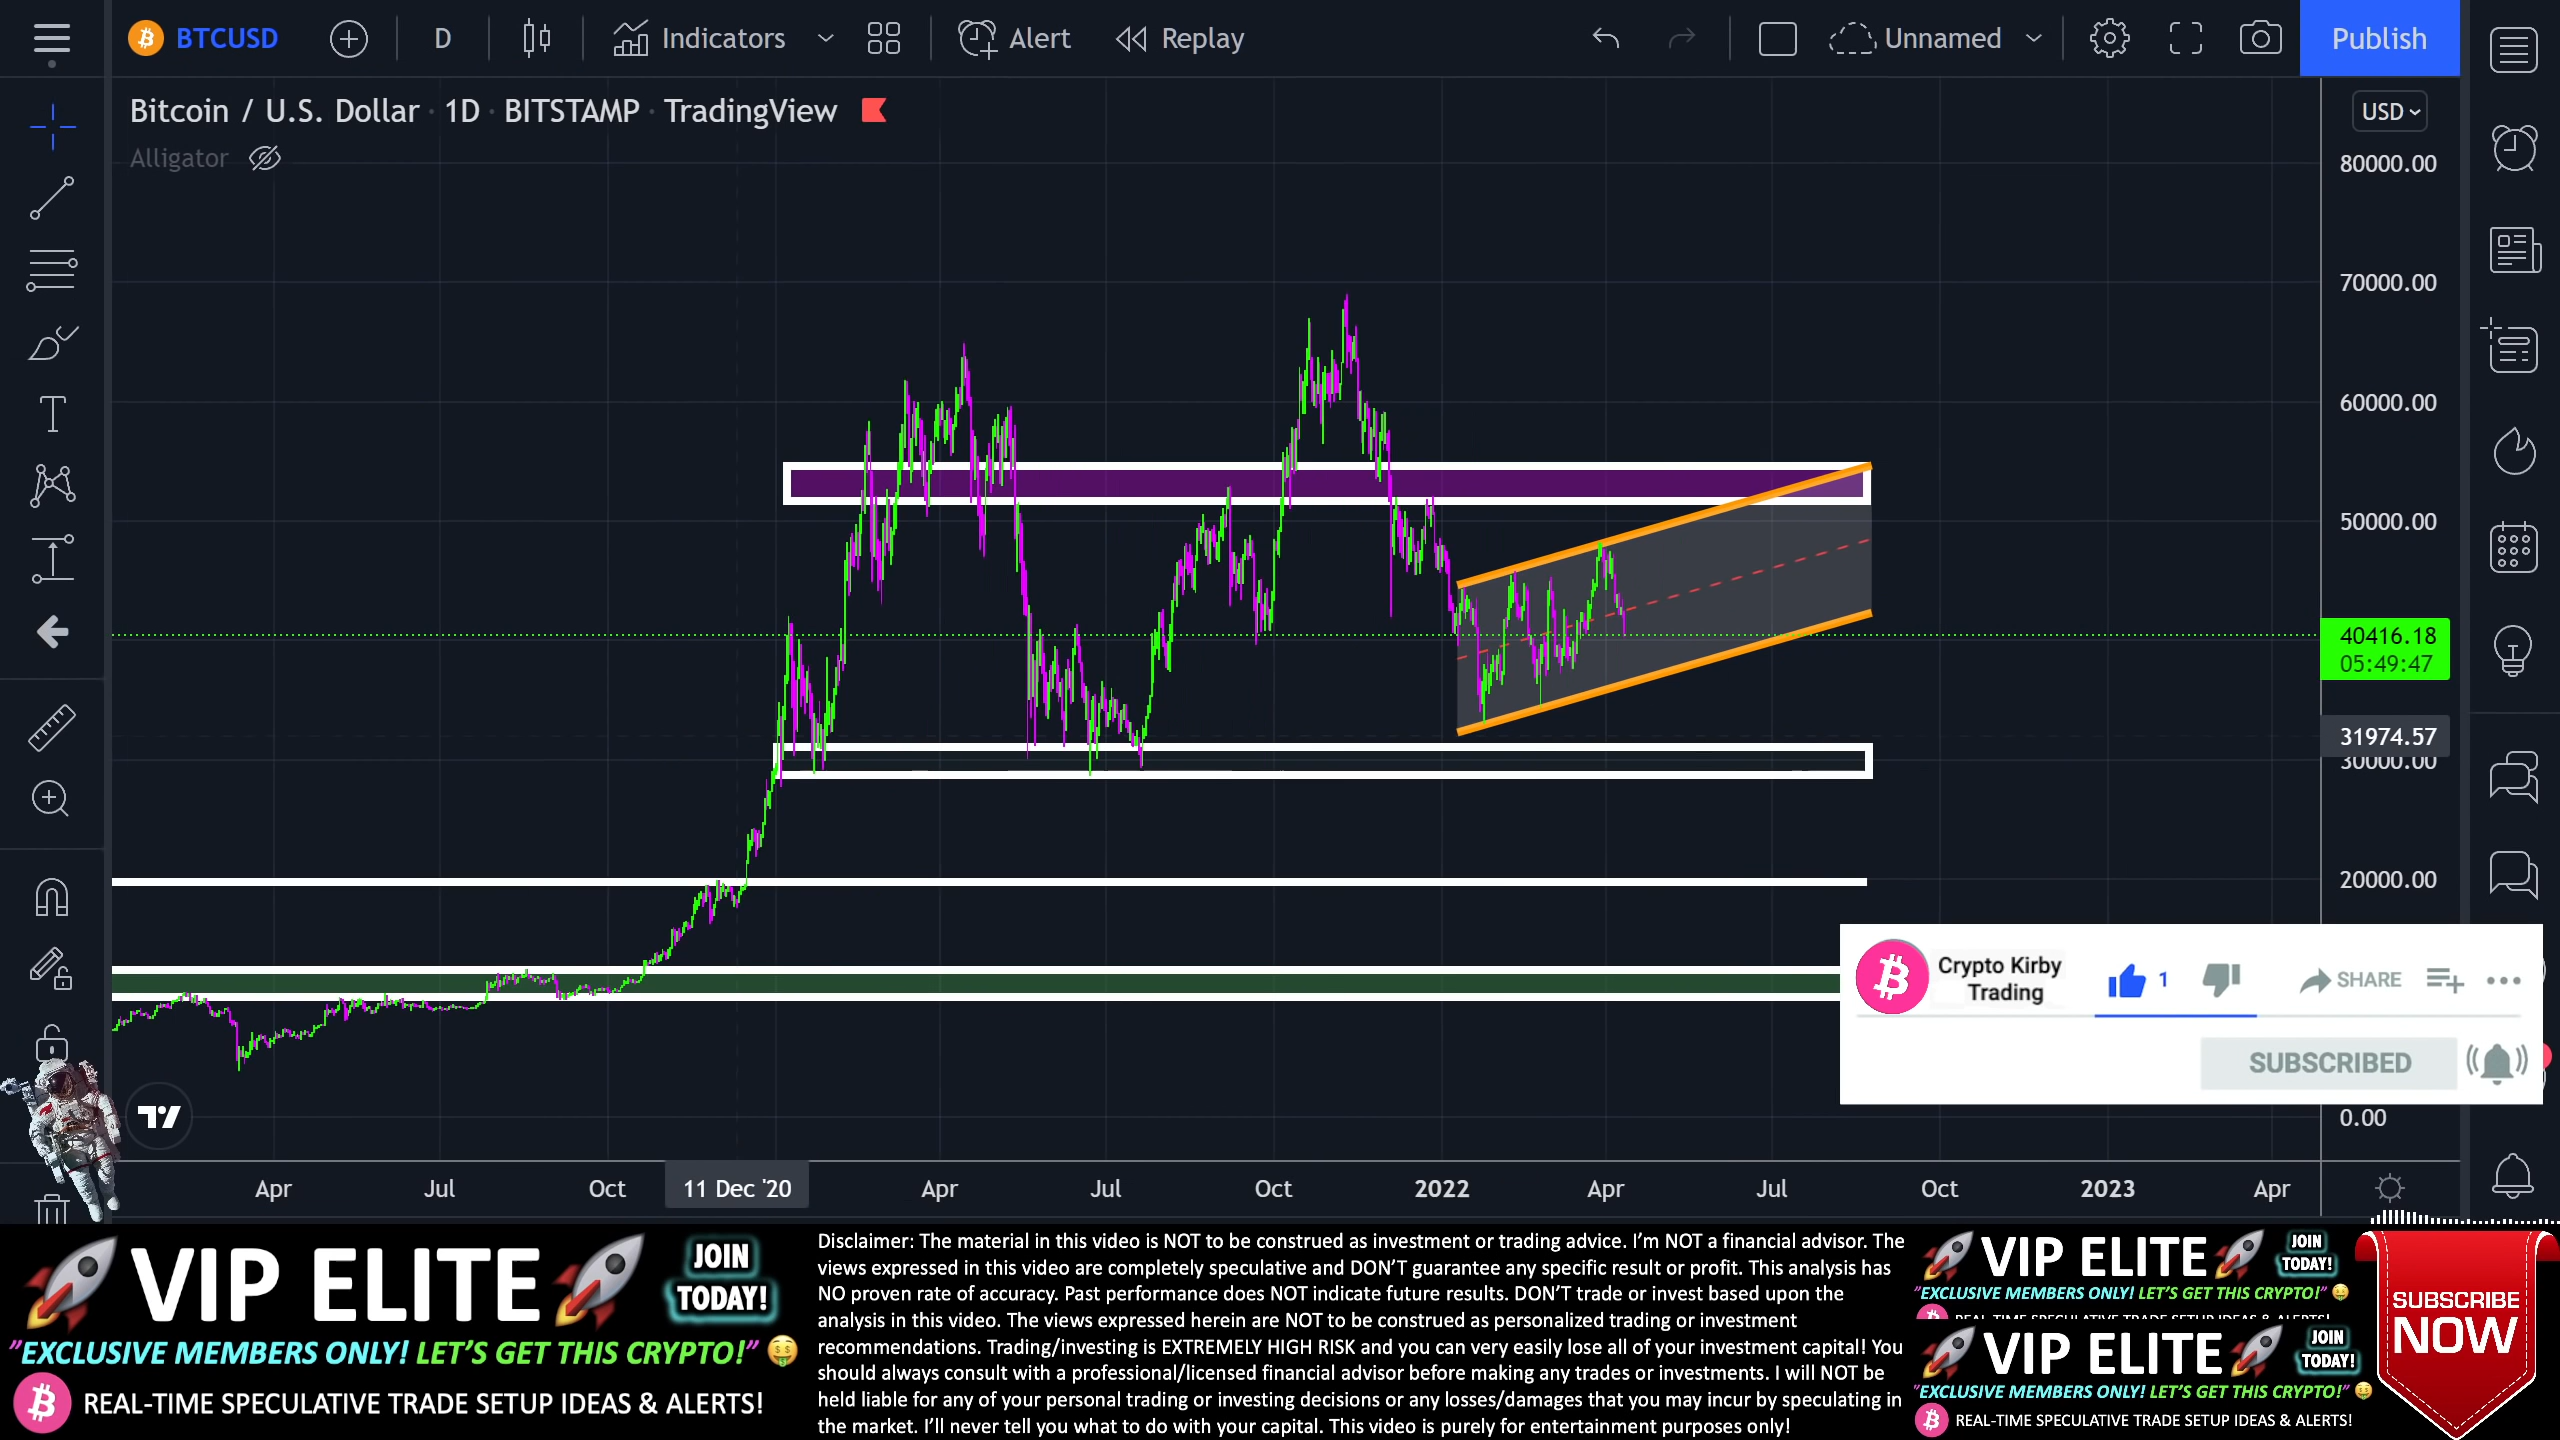 BTCUSD
D
Indicators
Alert
Replay
Unnamed
Publish
Bitcoin / U.S. Dollar · 1D · BITSTAMP · TradingView
Alligator
USD
80000.00
70000.00
60000.00
50000.00
40416.18
05:49:47
31974.57
30000.00
20000.00
0.00
Crypto Kirby
Trading
1
SHARE
SUBSCRIBED
Apr
Jul
Oct
11 Dec '20
Apr
Jul
Oct
2022
Apr
Jul
Oct
2023
Apr
VIP ELITE
JOIN
TODAY!
"EXCLUSIVE MEMBERS ONLY! LET'S GET THIS CRYPTO!"
REAL-TIME SPECULATIVE TRADE SETUP IDEAS & ALERTS!
Disclaimer: The material in this video is NOT to be construed as investment or trading advice. I'm NOT a financial advisor. The
views expressed in this video are completely speculative and DON'T guarantee any specific result or profit. This analysis has
NO proven rate of accuracy. Past performance does NOT indicate future results. DON'T trade or invest based upon the
analysis in this video. The views expressed herein are NOT to be construed as personalized trading or investment
recommendations. Trading/investing is EXTREMELY HIGH RISK and you can very easily lose all of your investment capital! You
should always consult with a professional/licensed financial advisor before making any trades or investments. I will NOT be
held liable for any of your personal trading or investing decisions or any losses/damages that you may incur by speculating in
the market. I'll never tell you what to do with your capital. This video is purely for entertainment purposes only!
VIP ELITE
JOIN
TODAY!
"EXCLUSIVE MEMBERS ONLY! LET'S GET THIS CRYPTO!"
REAL-TIME SPECULATIVE TRADE SETUP IDEAS & ALERTS!
VIP ELITE
JOIN
TODAY!
"EXCLUSIVE MEMBERS ONLY! LET'S GET THIS CRYPTO!"
REAL-TIME SPECULATIVE TRADE SETUP IDEAS & ALERTS!
SUBSCRIBE
NOW